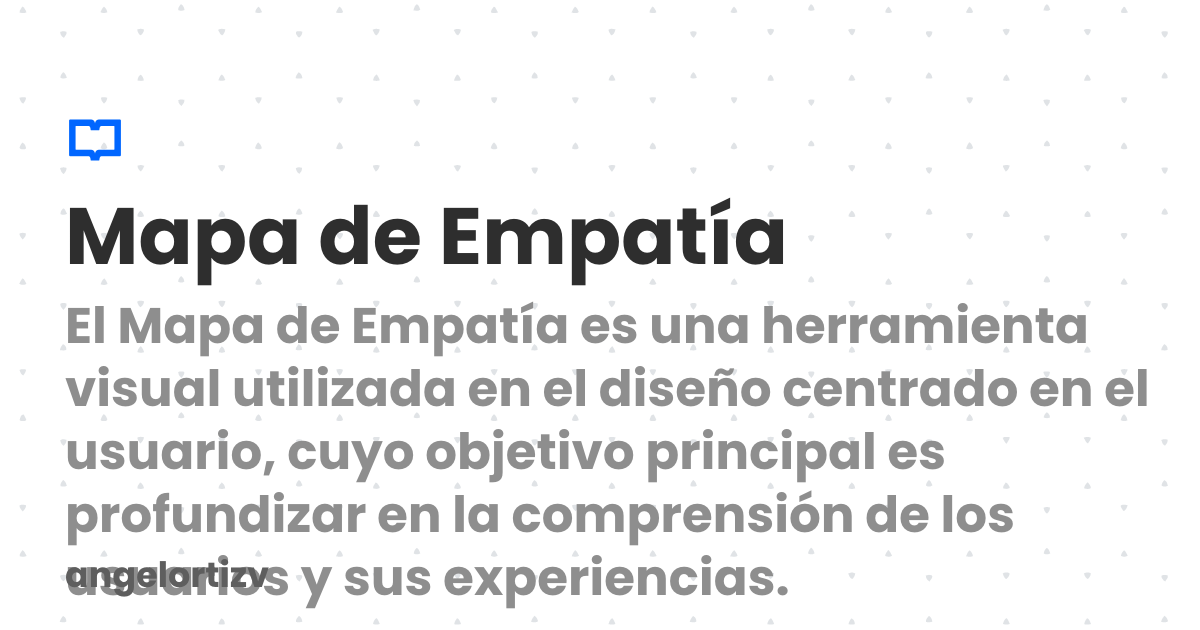 Mapa de Empatía
El Mapa de Empatía es una herramienta
visual utilizada en el diseño centrado en el
usuario, cuyo objetivo principal es
profundizar en la comprensión de los
usuarios y sus experiencias.
angelortizv